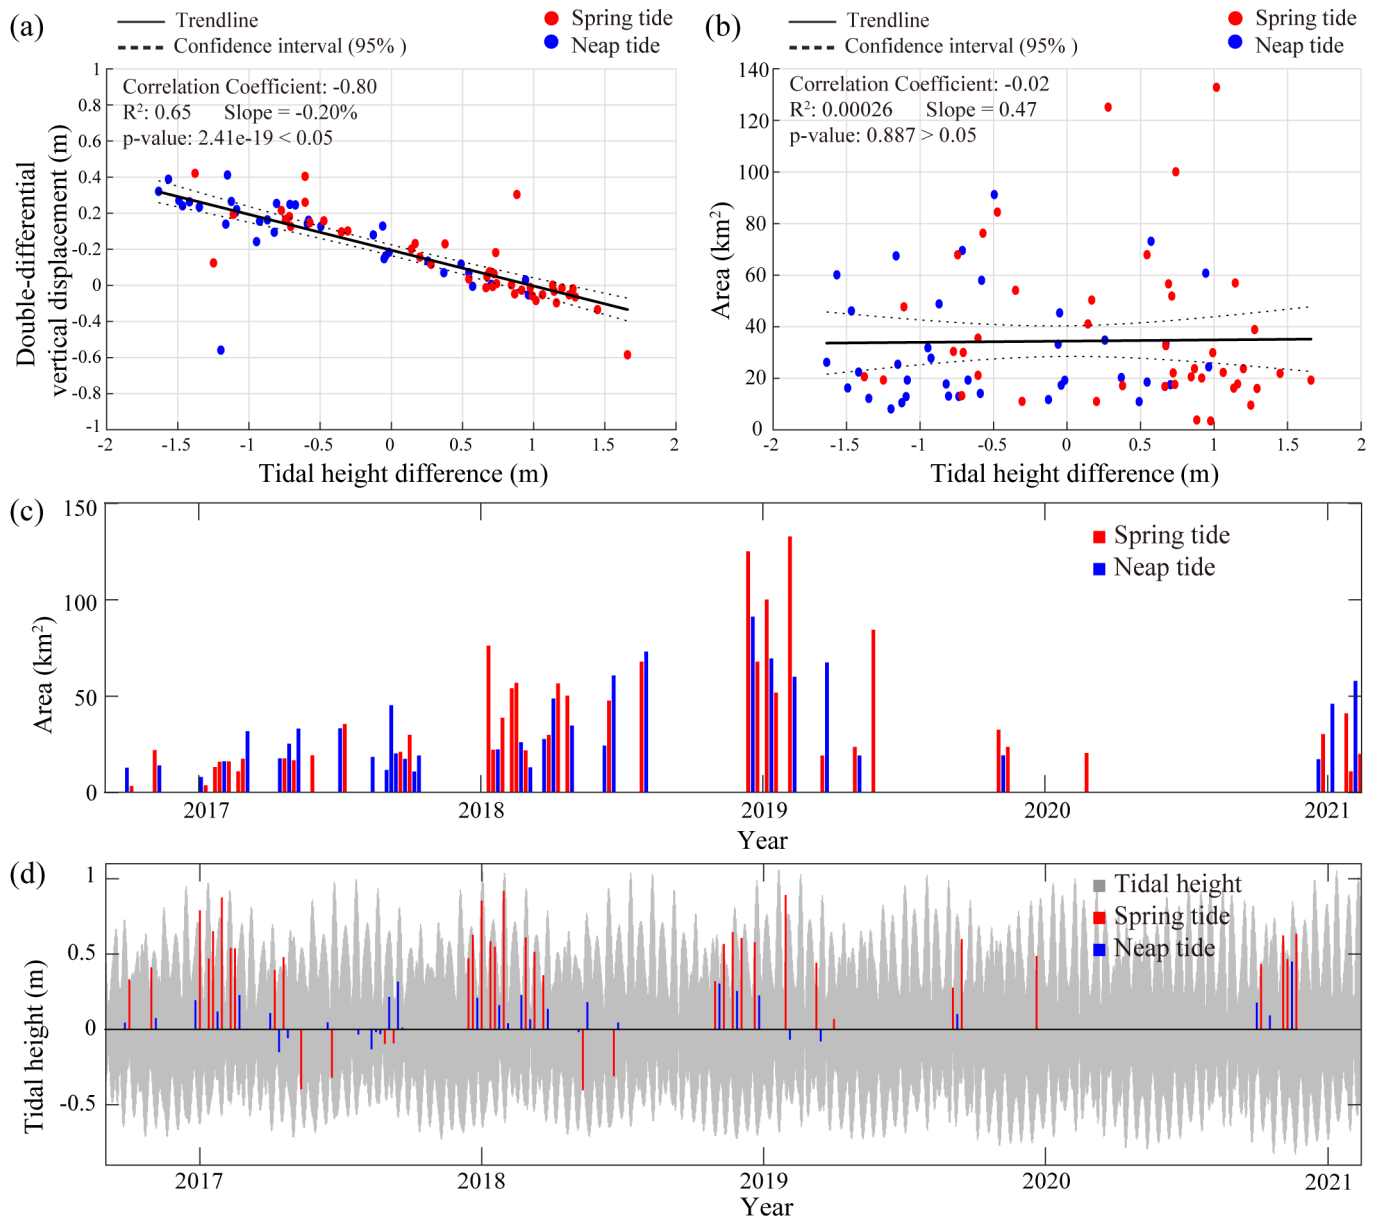 (a)
Trendline
Confidence interval (95% )
Spring tide
Neap tide
Correlation Coefficient: -0.80
R²: 0.65 Slope = -0.20%
p-value: 2.41e-19 < 0.05
Double-differential
vertical displacement (m)
1
0.8
0.6
0.4
0.2
-0.2
0
-0.4
-0.6
-0.8
-1
-2 -1.5 -1 -0.5 0 0.5 1.0 1.5 2
Tidal height difference (m)
(b)
Trendline
Confidence interval (95% )
Spring tide
Neap tide
Correlation Coefficient: -0.02
R²: 0.00026 Slope = 0.47
p-value: 0.887 > 0.05
Area (km²)
140
120
100
80
60
40
20
0
-2 -1.5 -1 -0.5 0 0.5 1 1.5 2
Tidal height difference (m)
(c)
Spring tide
Neap tide
Area (km²)
150
100
50
0
2017 2018 2019 2020 2021
Year
(d)
Tidal height
Spring tide
Neap tide
Tidal height (m)
1
0.5
0
-0.5
2017 2018 2019 2020 2021
Year